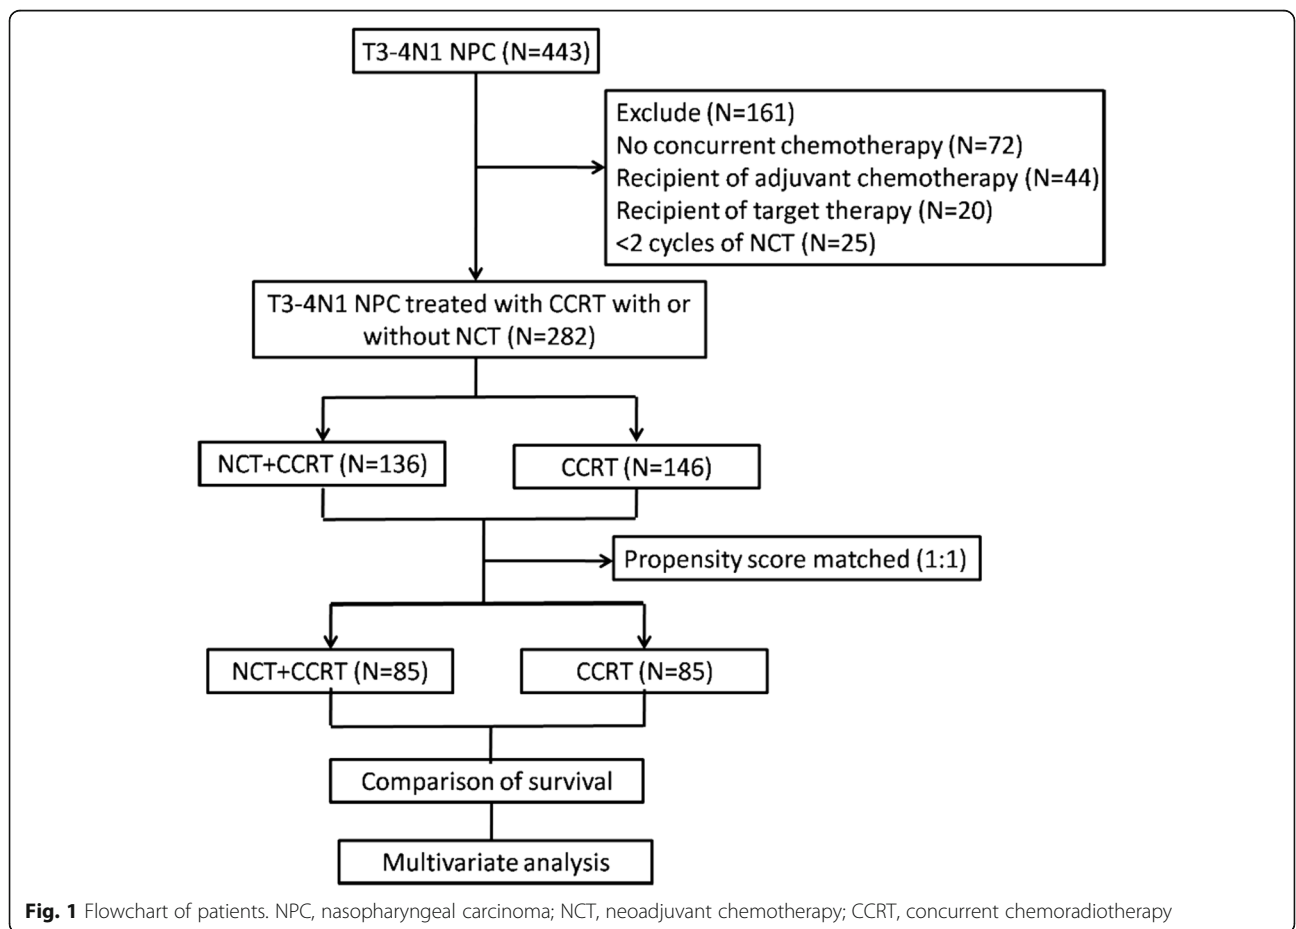 T3-4N1 NPC (N=443)
Exclude (N=161)
No concurrent chemotherapy (N=72)
Recipient of adjuvant chemotherapy (N=44)
Recipient of target therapy (N=20)
<2 cycles of NCT (N=25)
T3-4N1 NPC treated with CCRT with or
without NCT (N=282)
NCT+CCRT (N=136)
CCRT (N=146)
Propensity score matched (1:1)
NCT+CCRT (N=85)
CCRT (N=85)
Comparison of survival
Multivariate analysis
Fig. 1 Flowchart of patients. NPC, nasopharyngeal carcinoma; NCT, neoadjuvant chemotherapy; CCRT, concurrent chemoradiotherapy